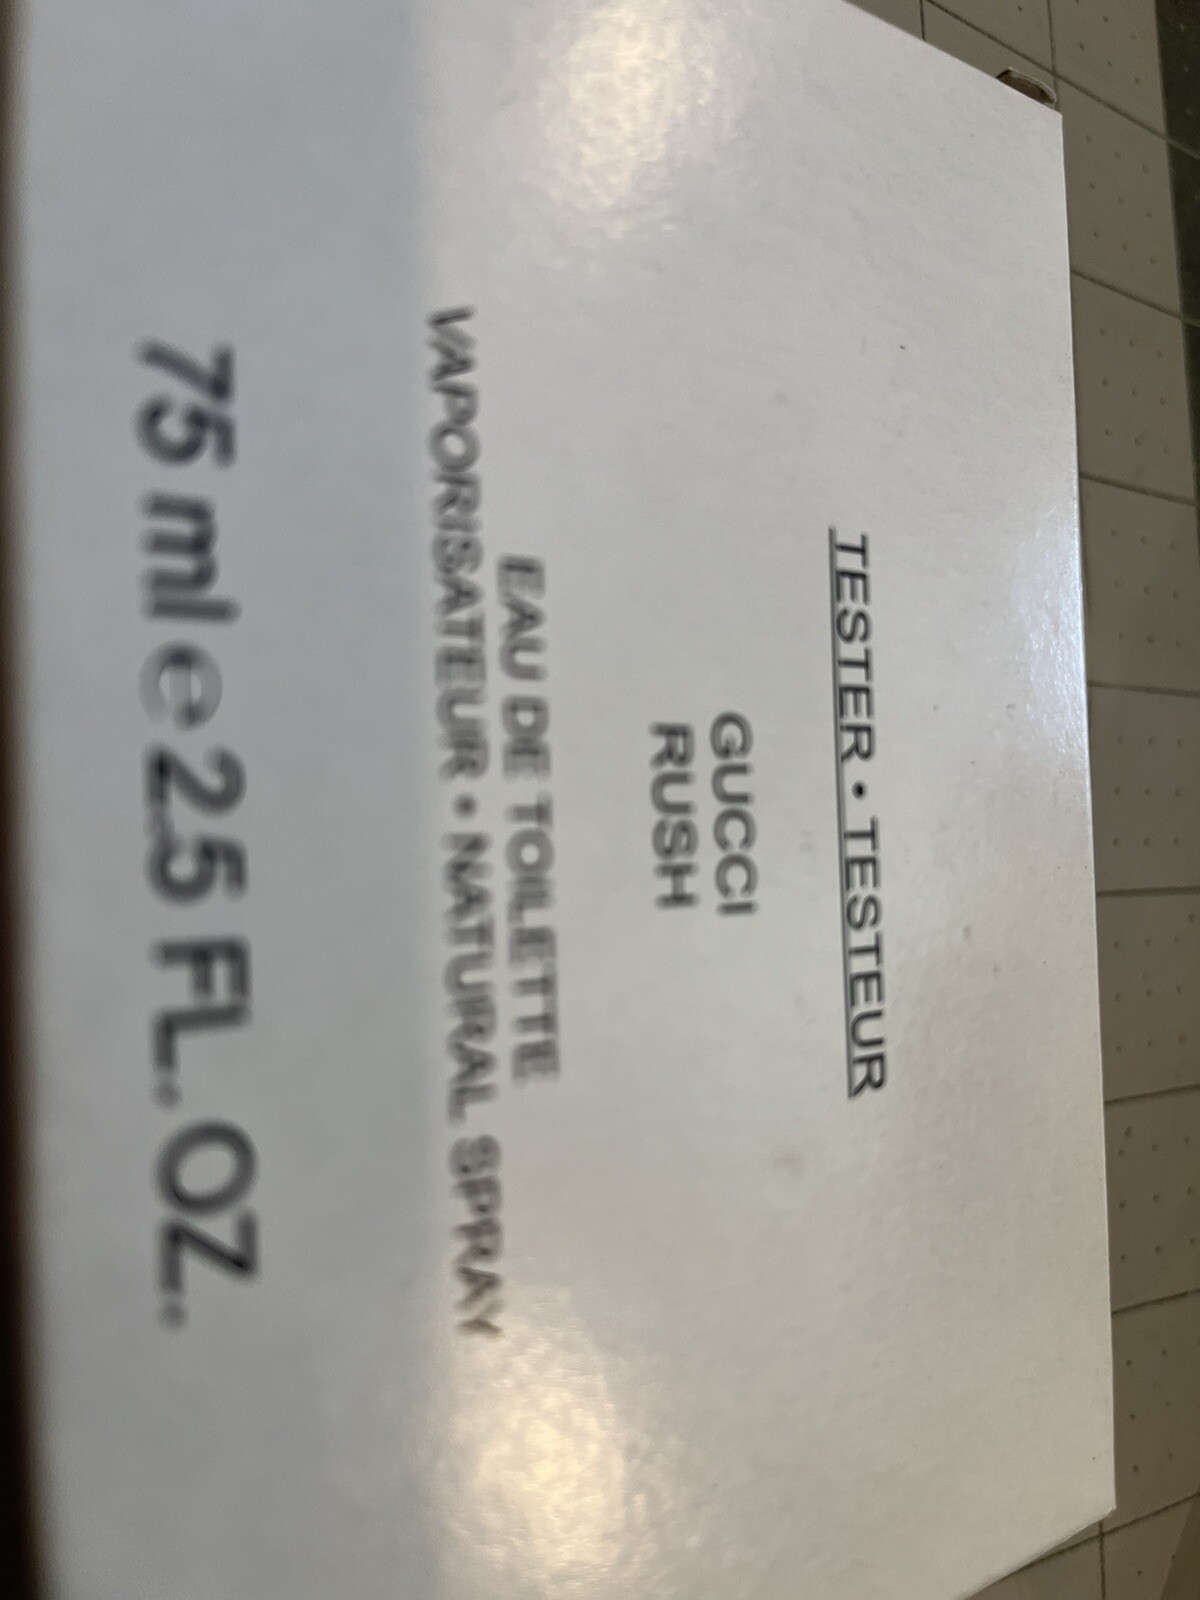 TESTER • TESTEUR
GUCCI
RUSH
EAU DE TOILETTE
VAPORISATEUR • NATURAL SPRAY
75 ml e 2.5 FL. OZ.